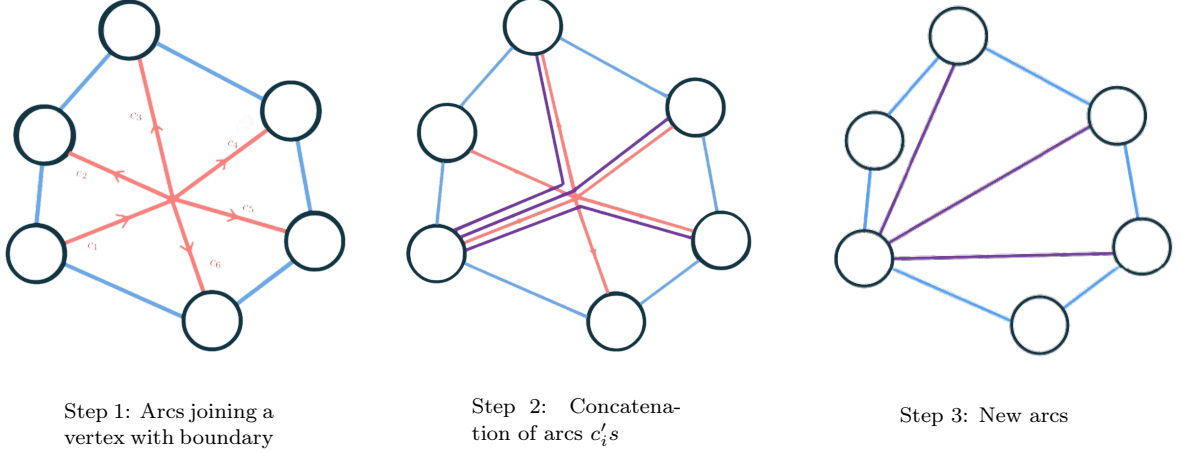 c₃
c₄
c₂
c₅
c₁
c₆
Step 1: Arcs joining a
vertex with boundary
Step 2: Concatena-
tion of arcs c′ᵢs
Step 3: New arcs